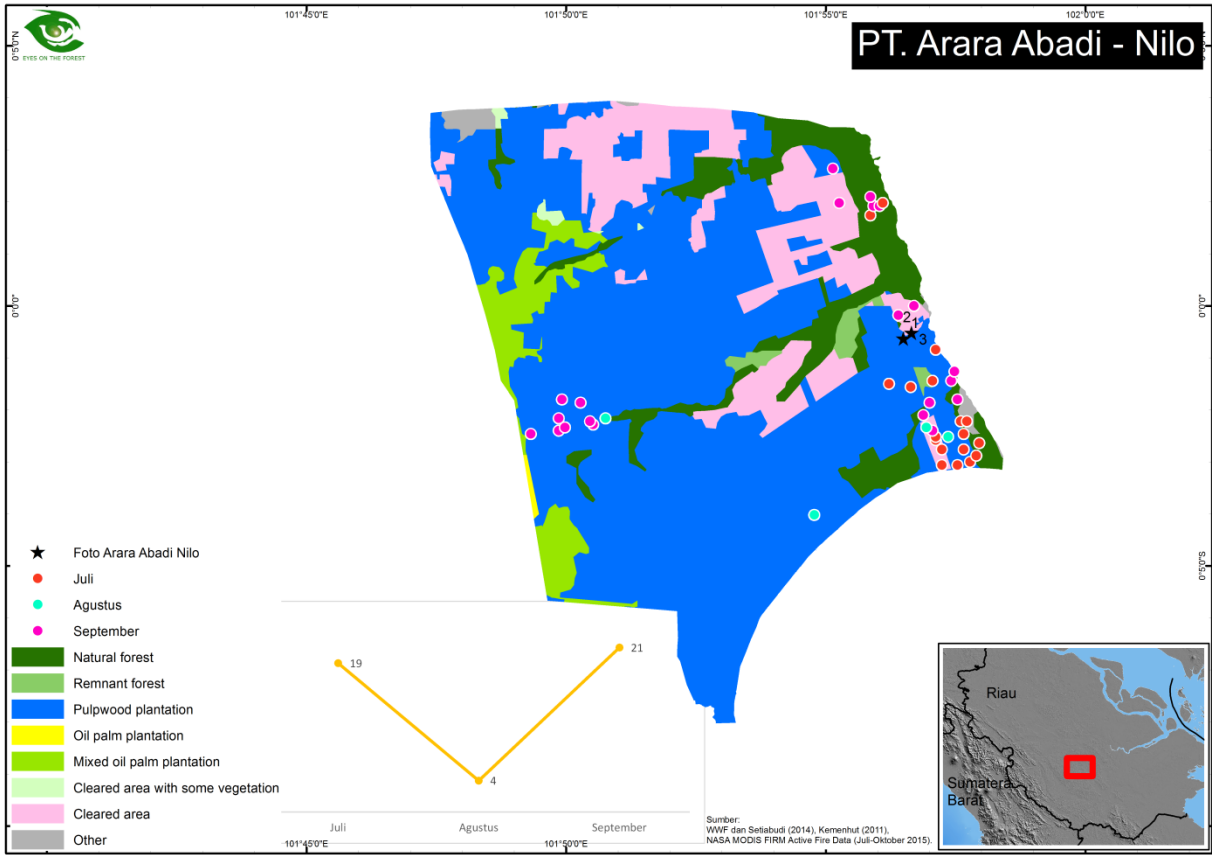 101°45'0"E
101°50'0"E
101°55'0"E
102°0'0"E
EYES ON THE FOREST
PT. Arara Abadi - Nilo
0°5'0"N
0°0'0"
0°0'0"
2
1
3
Foto Arara Abadi Nilo
Juli
Agustus
September
Natural forest
Remnant forest
Pulpwood plantation
Oil palm plantation
Mixed oil palm plantation
Cleared area with some vegetation
Cleared area
Other
0°5'0"S
19
4
21
Juli
Agustus
September
Riau
Sumatera
Barat
Sumber:
WWF dan Setiabudi (2014), Kemenhut (2011),
NASA MODIS FIRM Active Fire Data (Juli-Oktober 2015).
101°45'0"E
101°50'0"E